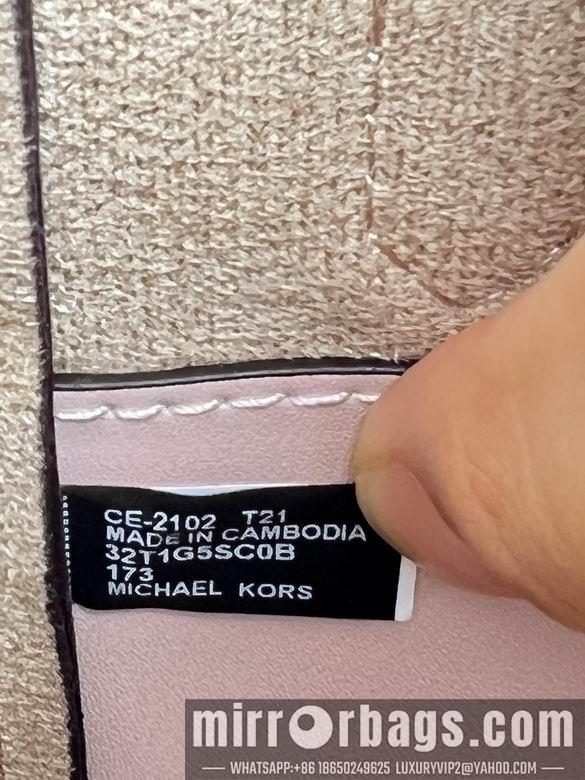 CE-2102 T21
MADE IN CAMBODIA
32T1G5SC0B
173
MICHAEL KORS
mirrorbags.com
WHATSAPP:+86 18650249625 LUXURYVIP2@YAHOO.COM